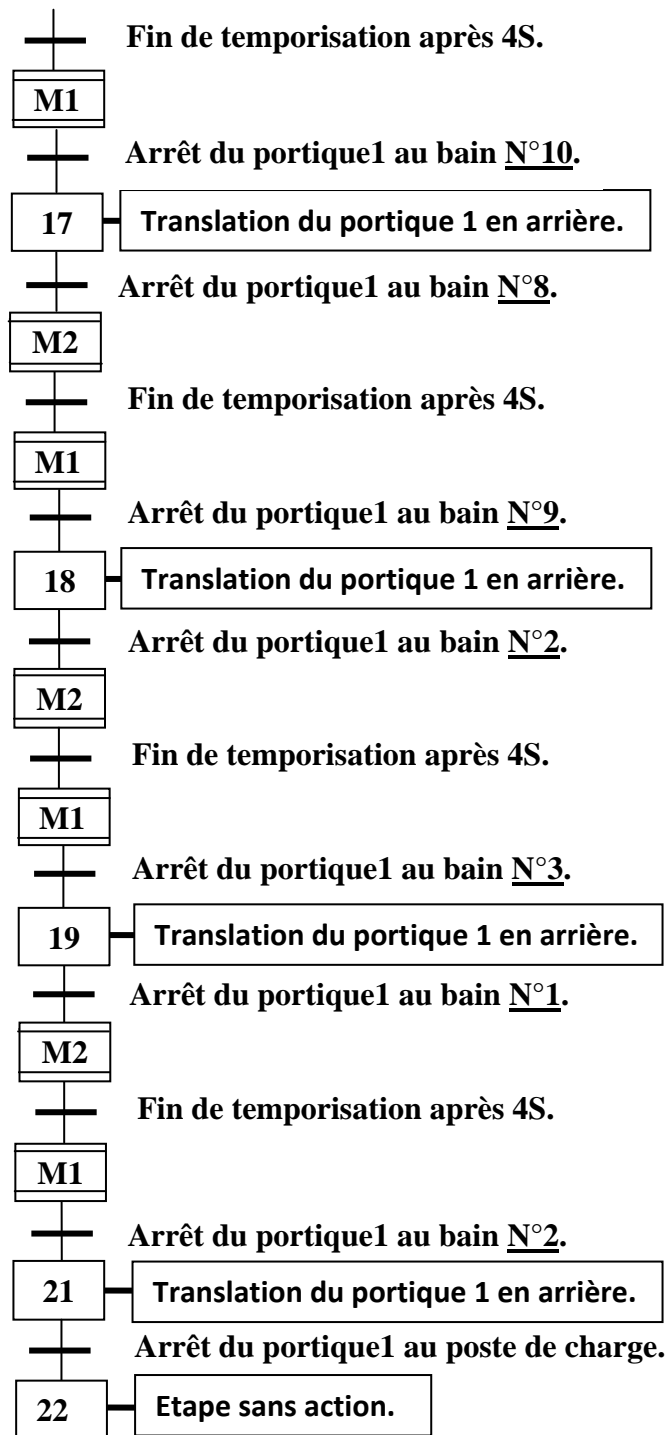 Fin de temporisation après 4S.
M1
Arrêt du portique1 au bain N°10.
17 Translation du portique 1 en arrière.
Arrêt du portique1 au bain N°8.
M2
Fin de temporisation après 4S.
M1
Arrêt du portique1 au bain N°9.
18 Translation du portique 1 en arrière.
Arrêt du portique1 au bain N°2.
M2
Fin de temporisation après 4S.
M1
Arrêt du portique1 au bain N°3.
19 Translation du portique 1 en arrière.
Arrêt du portique1 au bain N°1.
M2
Fin de temporisation après 4S.
M1
Arrêt du portique1 au bain N°2.
21 Translation du portique 1 en arrière.
Arrêt du portique1 au poste de charge.
22 Etape sans action.